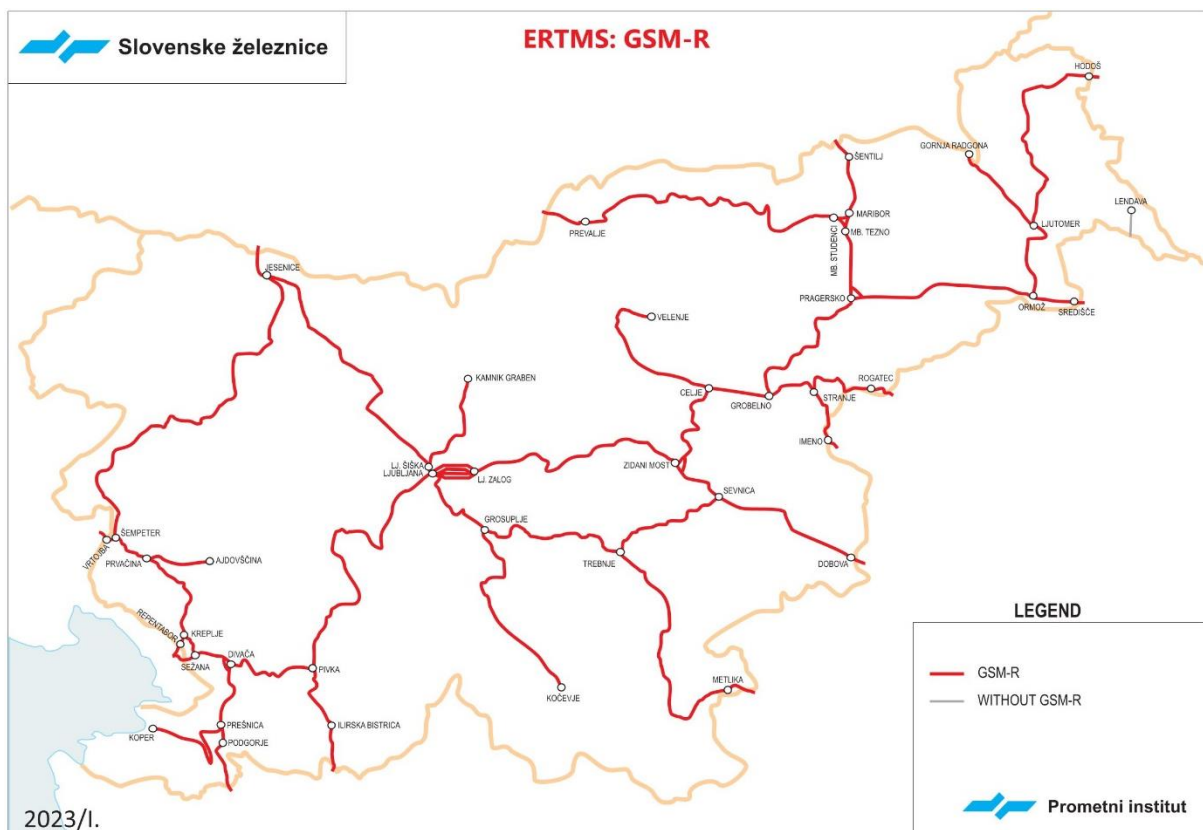 Slovenske železnice
ERTMS: GSM-R
HODOŠ
ŠENTILJ
GORNJA RADGONA
LENDAVA
MARIBOR
PREVALJE
LJUTOMER
MB. TEZNO
MB. STUDENCI
JESENICE
PRAGERSKO
ORMOŽ
SREDIŠČE
VELENJE
KAMNIK GRABEN
ROGATEC
CELJE
GROBELNO
STRANJE
IMENO
LJ. ŠIŠKA
LJUBLJANA
LJ. ZALOG
ZIDANI MOST
SEVNICA
GROSUPLJE
ŠEMPETER
VRTOJBA
PRVAČINA
AJDOVŠČINA
TREBNJE
DOBOVA
REPENTABOR
KREPLJE
SEŽANA
DIVAČA
PIVKA
KOČEVJE
METLIKA
PREŠNICA
KOPER
PODGORJE
ILIRSKA BISTRICA
LEGEND
GSM-R
WITHOUT GSM-R
Prometni institut
2023/I.